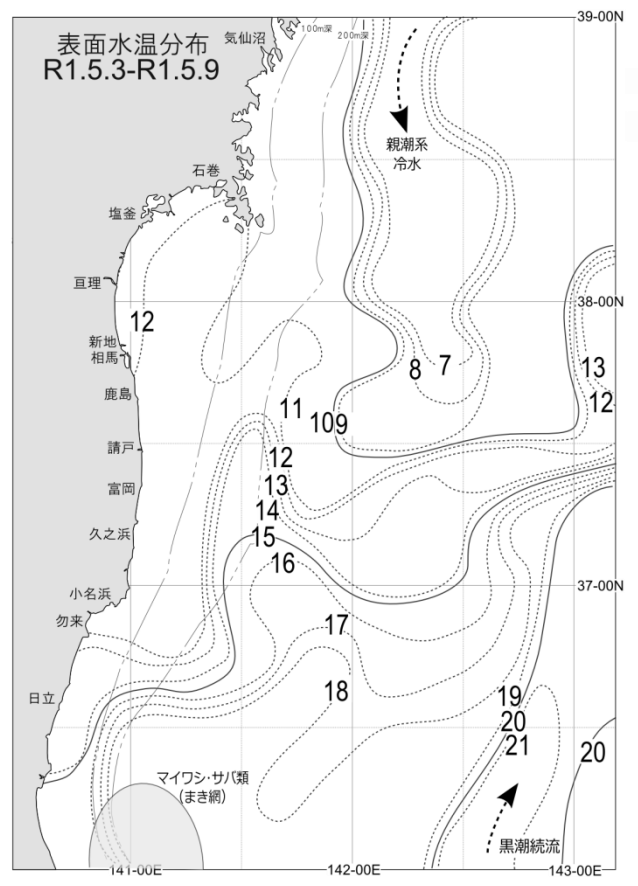 39-00N
表面水温分布
R1.5.3-R1.5.9
気仙沼
100m深
200m深
親潮系
冷水
石巻
塩釜
亘理
38-00N
12
新地
相馬
8
7
13
鹿島
12
11
10
9
請戸
12
富岡
13
14
久之浜
15
16
37-00N
小名浜
勿来
17
18
日立
19
20
21
20
マイワシ・サバ類
(まき網)
黒潮続流
141-00E
142-00E
143-00E